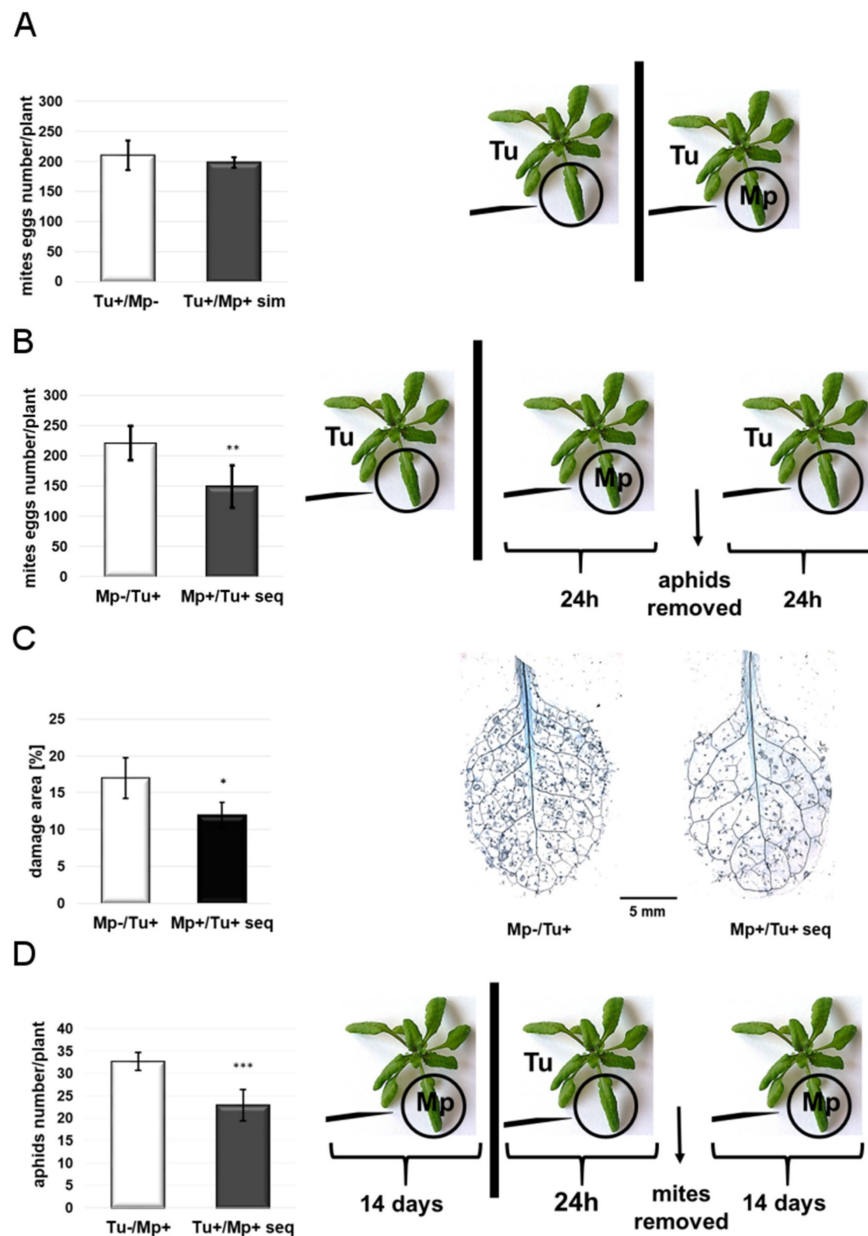 A
mites eggs number/plant
300
250
200
150
100
50
0
Tu+/Mp-
Tu+/Mp+ sim
Tu
Tu
Mp
B
mites eggs number/plant
300
250
200
150
100
50
0
**
Mp-/Tu+
Mp+/Tu+ seq
Tu
Mp
Tu
24h
aphids
removed
24h
C
damage area [%]
25
20
15
10
5
0
*
Mp-/Tu+
Mp+/Tu+ seq
5 mm
Mp-/Tu+
Mp+/Tu+ seq
D
aphids number/plant
40
35
30
25
20
15
10
5
0
***
Tu-/Mp+
Tu+/Mp+ seq
Mp
Tu
Mp
14 days
24h
mites
removed
14 days